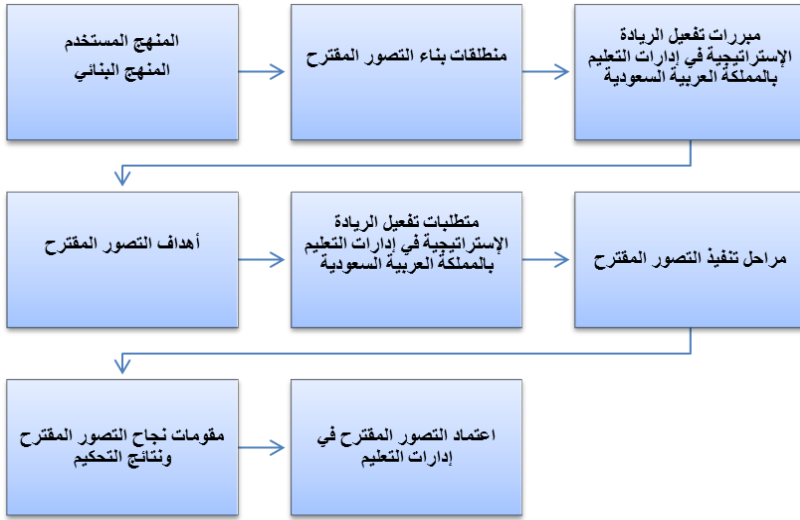 المنهج المستخدم
المنهج البنائي
منطلقات بناء التصور المقترح
مبررات تفعيل الريادة
الإستراتيجية في إدارات التعليم
بالمملكة العربية السعودية
أهداف التصور المقترح
متطلبات تفعيل الريادة
الإستراتيجية في إدارات التعليم
بالمملكة العربية السعودية
مراحل تنفيذ التصور المقترح
مقومات نجاح التصور المقترح
ونتائج التحكيم
اعتماد التصور المقترح في
إدارات التعليم